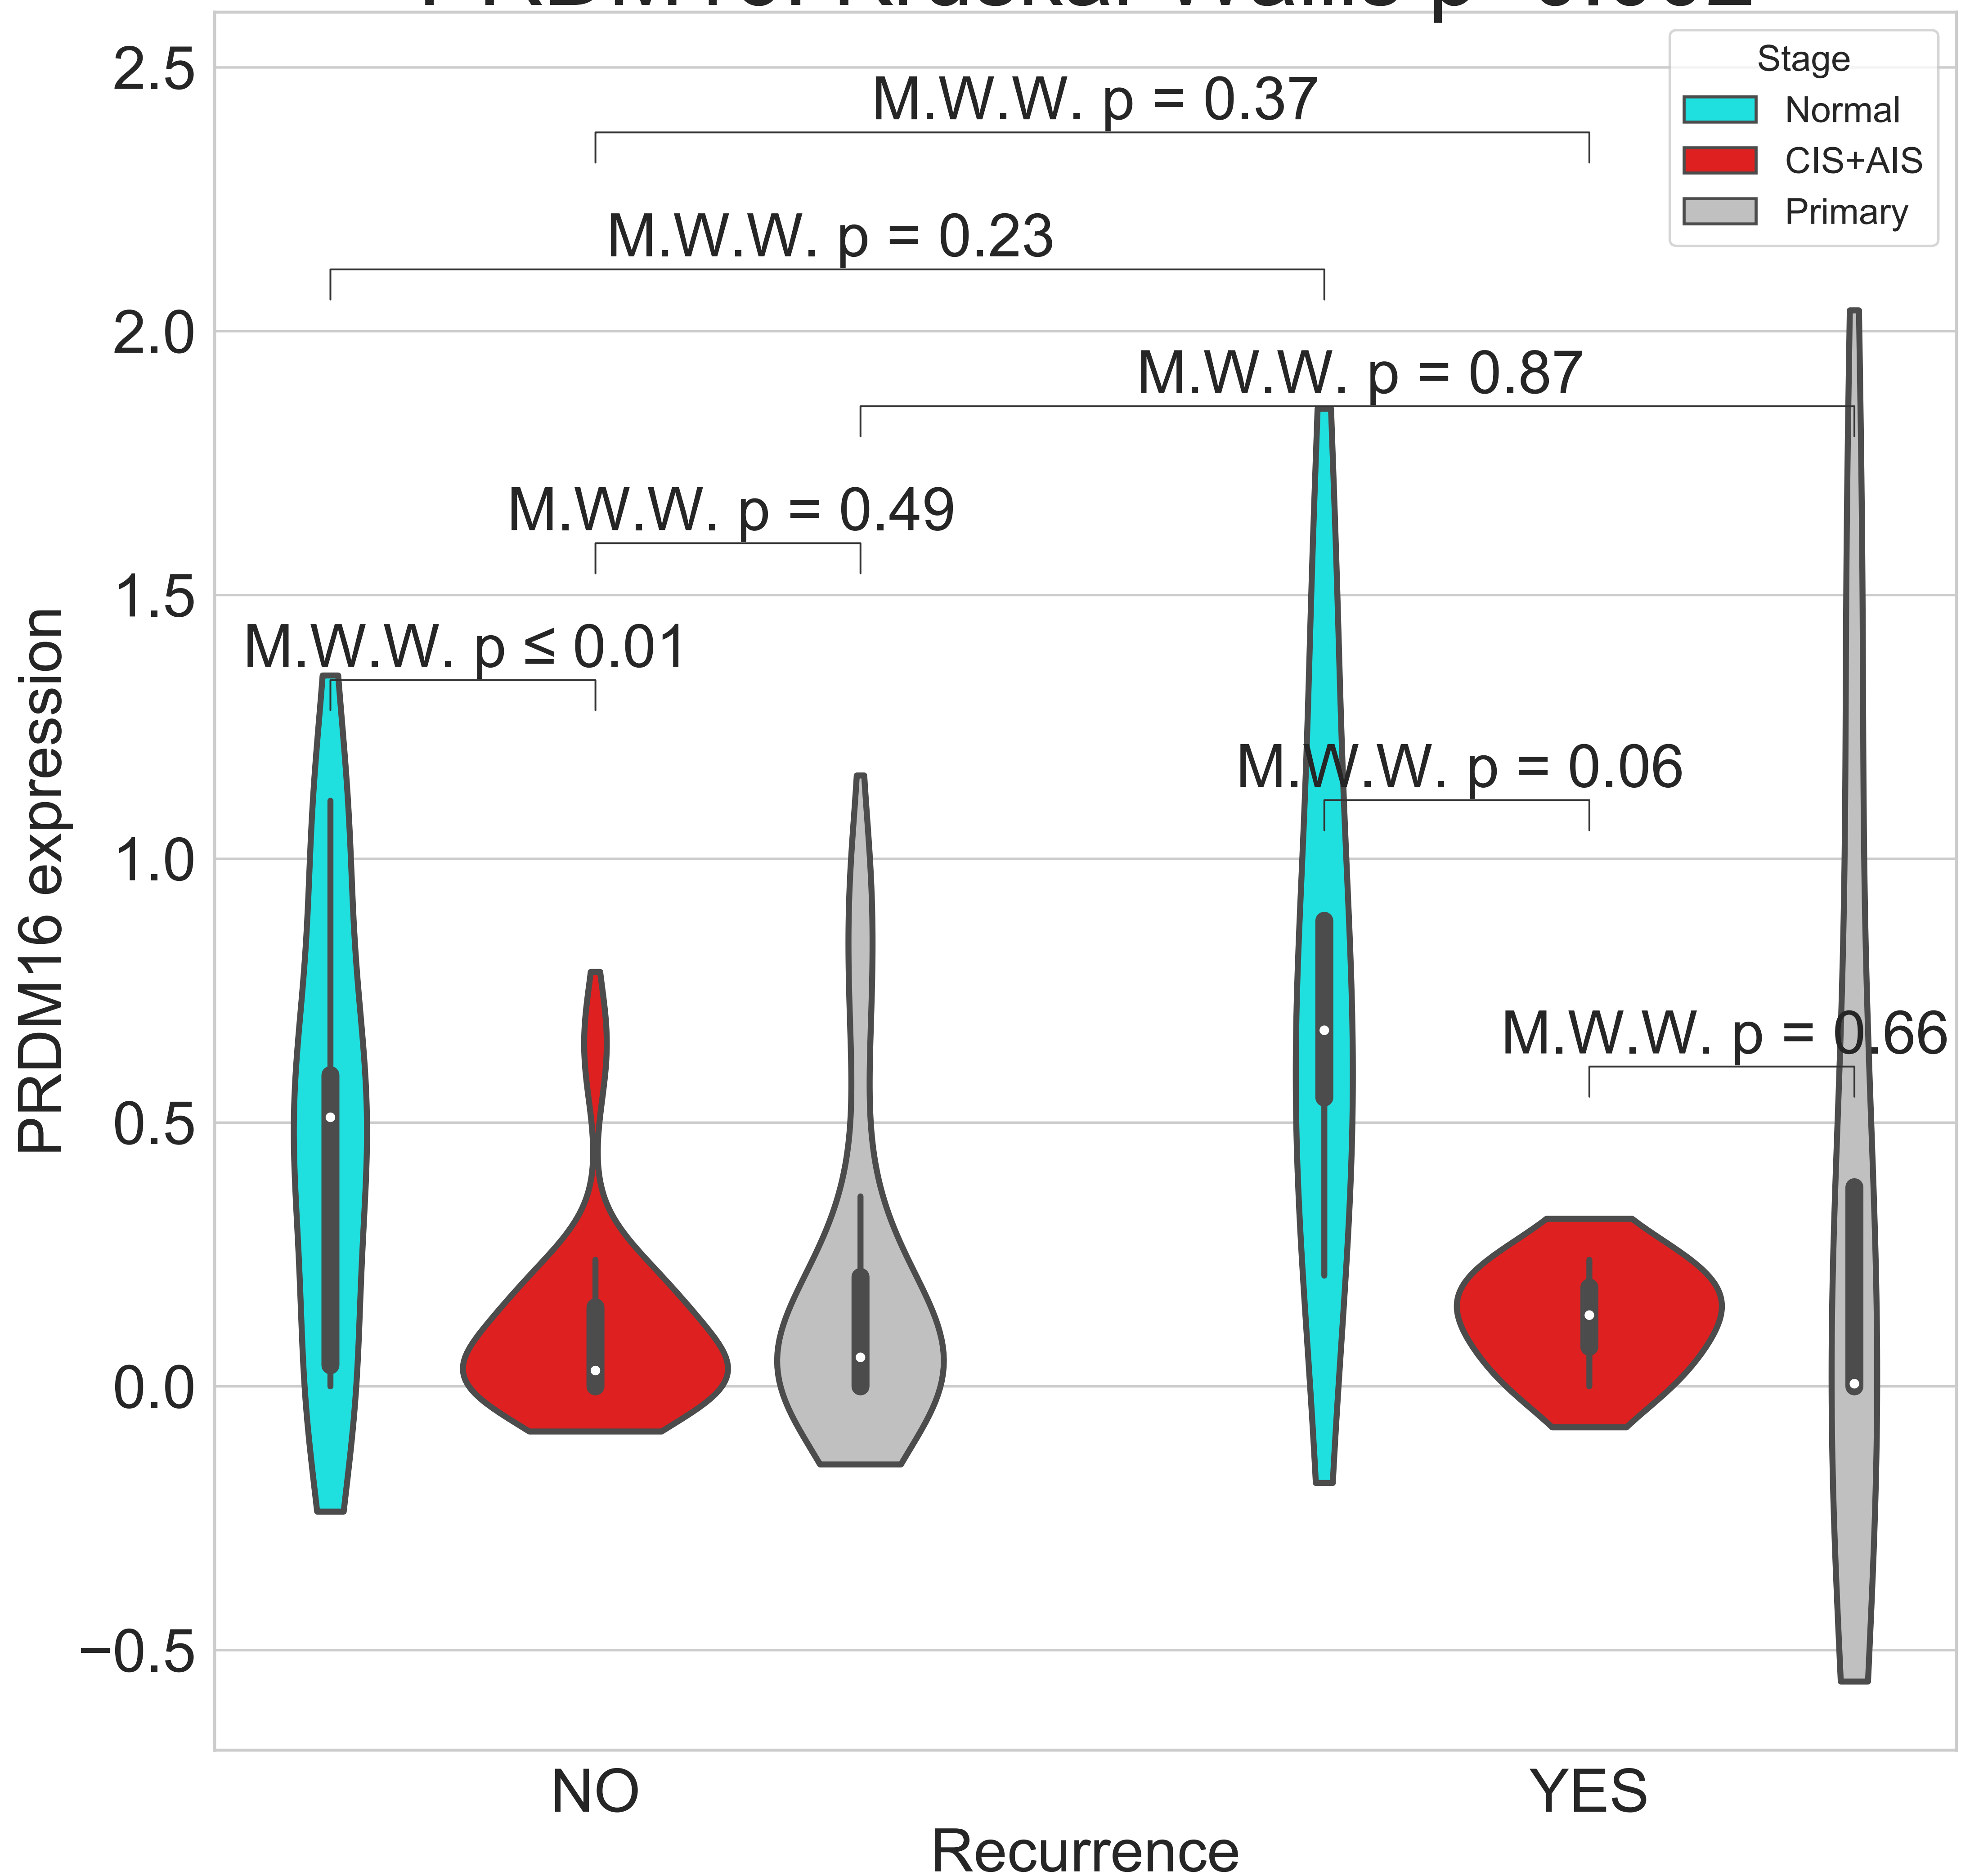 2.5
2.0
1.5
1.0
0.5
0.0
−0.5
PRDM16 expression
Stage
Normal
CIS+AIS
Primary
M.W.W. p = 0.37
M.W.W. p = 0.23
M.W.W. p = 0.87
M.W.W. p = 0.49
M.W.W. p ≤ 0.01
M.W.W. p = 0.06
M.W.W. p = 0.66
NO
YES
Recurrence